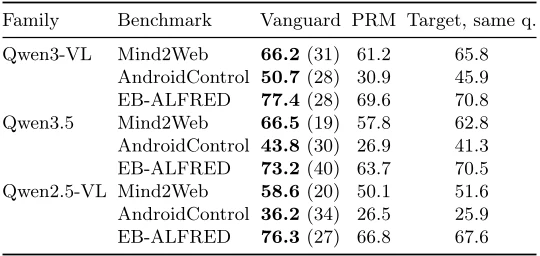 Family Benchmark Vanguard PRM Target, same q.
Qwen3-VL Mind2Web 66.2 (31) 61.2 65.8
AndroidControl 50.7 (28) 30.9 45.9
EB-ALFRED 77.4 (28) 69.6 70.8
Qwen3.5 Mind2Web 66.5 (19) 57.8 62.8
AndroidControl 43.8 (30) 26.9 41.3
EB-ALFRED 73.2 (40) 63.7 70.5
Qwen2.5-VL Mind2Web 58.6 (20) 50.1 51.6
AndroidControl 36.2 (34) 26.5 25.9
EB-ALFRED 76.3 (27) 66.8 67.6